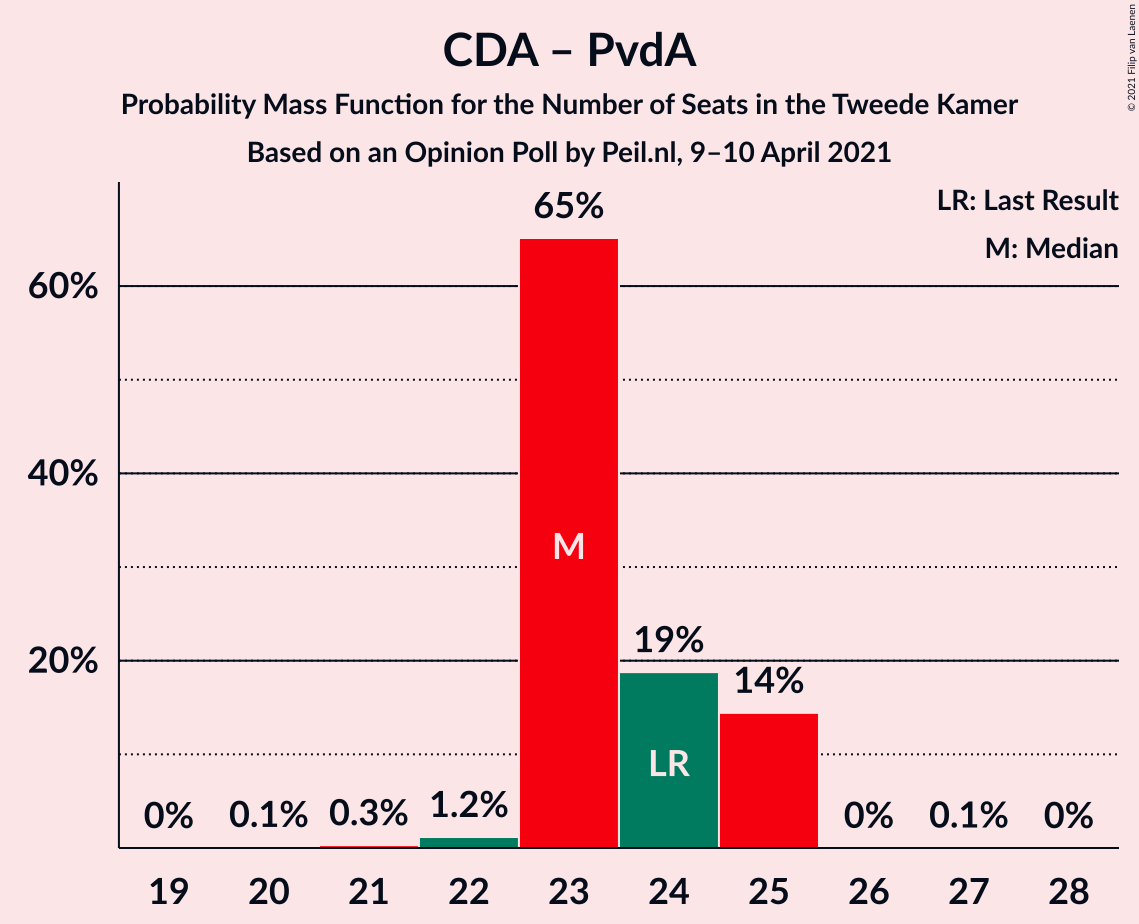 CDA – PvdA
Probability Mass Function for the Number of Seats in the Tweede Kamer
Based on an Opinion Poll by Peil.nl, 9–10 April 2021
© 2021 Filip van Laenen
LR: Last Result
M: Median
65%
60%
40%
M
20%
19%
14%
LR
0%
0.1%
0.3%
1.2%
0%
0.1%
0%
19 20 21 22 23 24 25 26 27 28